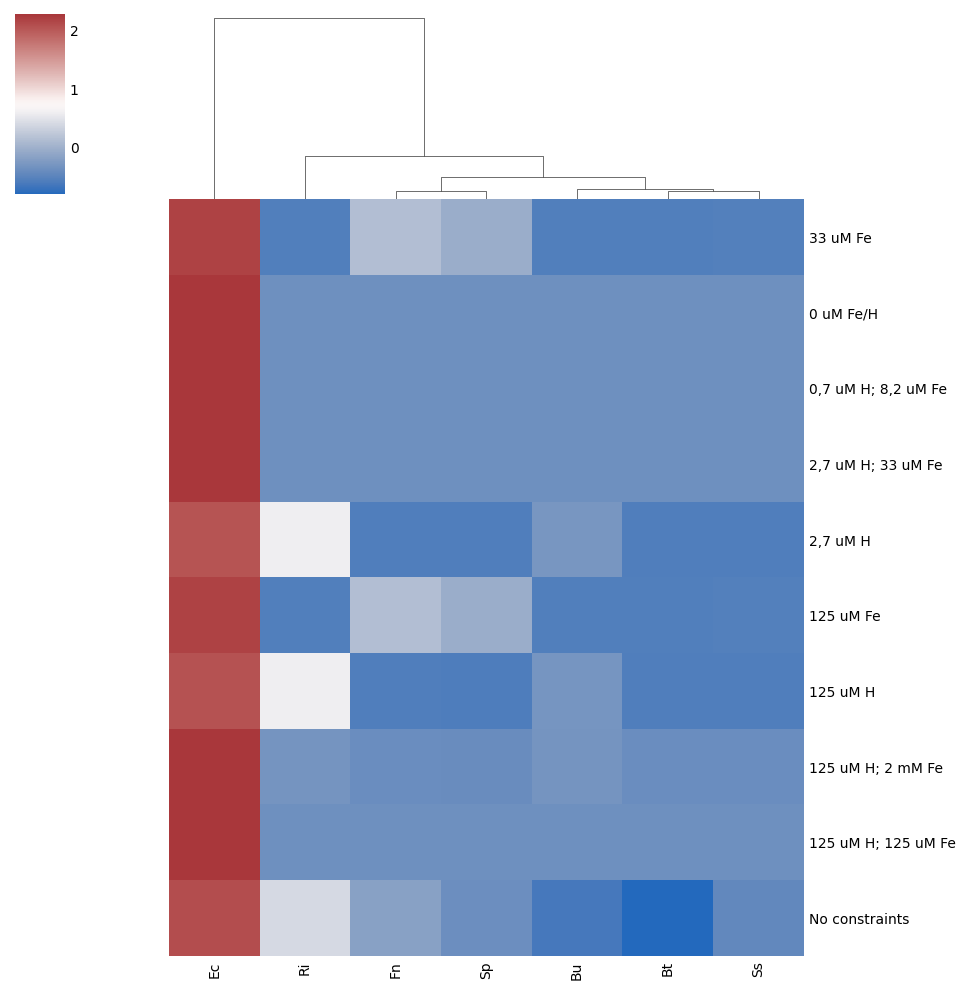 2
1
0
33 uM Fe
0 uM Fe/H
0,7 uM H; 8,2 uM Fe
2,7 uM H; 33 uM Fe
2,7 uM H
125 uM Fe
125 uM H
125 uM H; 2 mM Fe
125 uM H; 125 uM Fe
No constraints
Ec Ri Fn Sp Bu Bt Ss